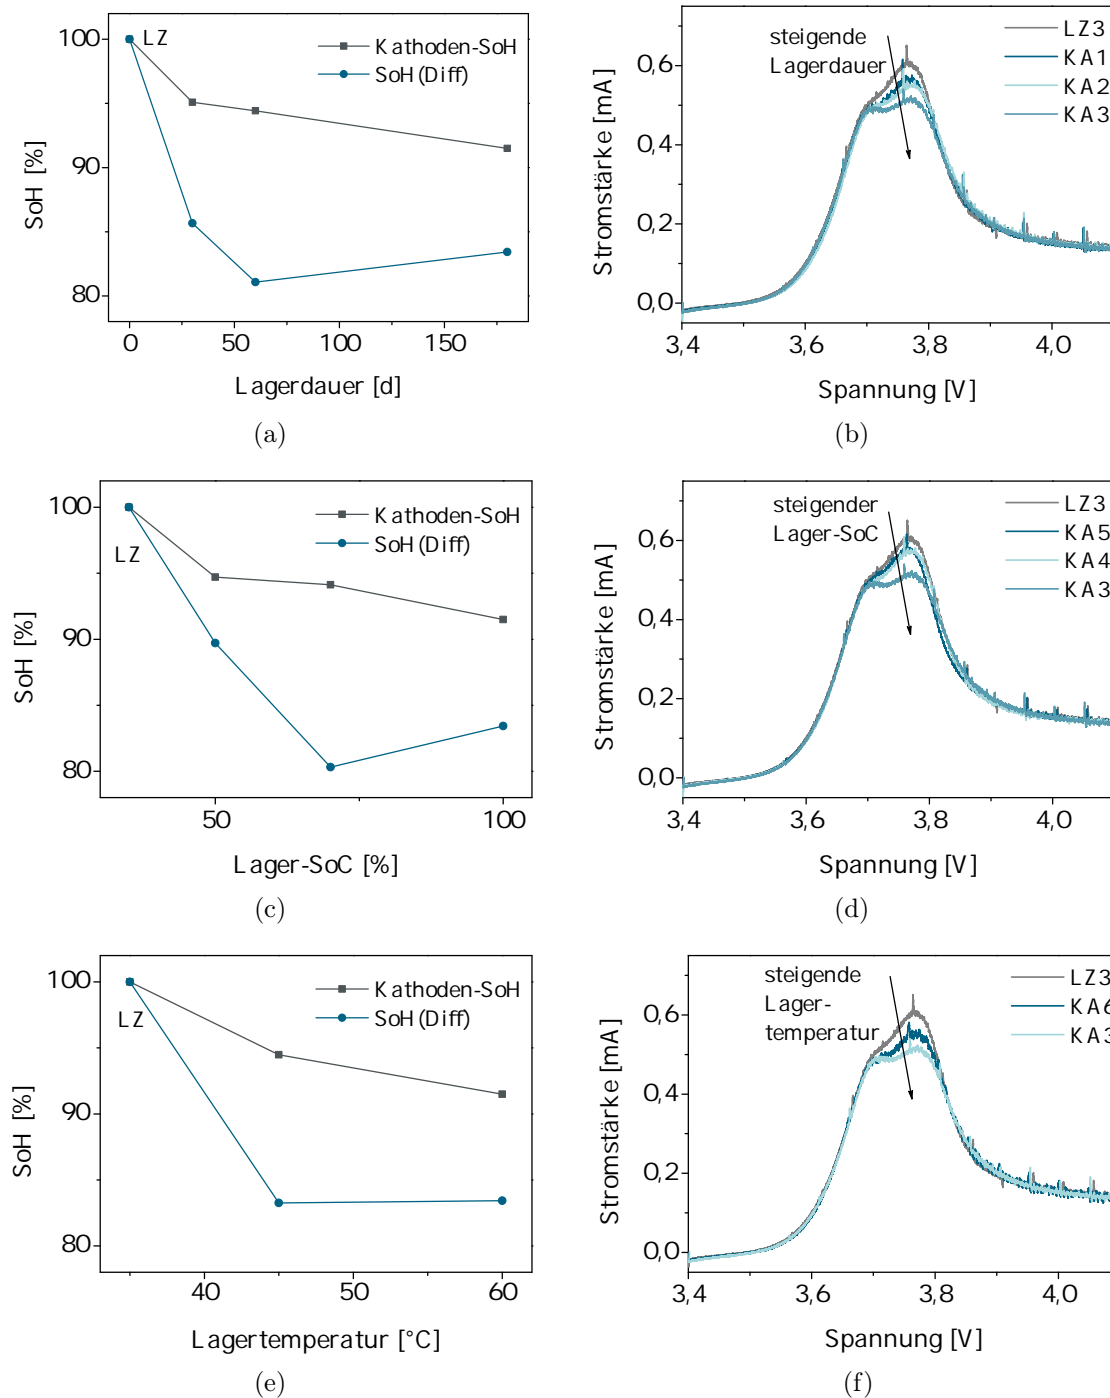 100
90
80
SoH [%]
LZ
Kathoden-SoH
SoH(Diff)
0
50
100
150
Lagerdauer [d]
(a)
0,6
0,4
0,2
0,0
Stromstärke [mA]
steigende
Lagerdauer
LZ3
KA1
KA2
KA3
3,4
3,6
3,8
4,0
Spannung [V]
(b)
100
90
80
SoH [%]
LZ
Kathoden-SoH
SoH(Diff)
50
100
Lager-SoC [%]
(c)
0,6
0,4
0,2
0,0
Stromstärke [mA]
steigender
Lager-SoC
LZ3
KA5
KA4
KA3
3,4
3,6
3,8
4,0
Spannung [V]
(d)
100
90
80
SoH [%]
LZ
Kathoden-SoH
SoH(Diff)
40
50
60
Lagertemperatur [°C]
(e)
0,6
0,4
0,2
0,0
Stromstärke [mA]
steigende
Lager-
temperatur
LZ3
KA6
KA3
3,4
3,6
3,8
4,0
Spannung [V]
(f)